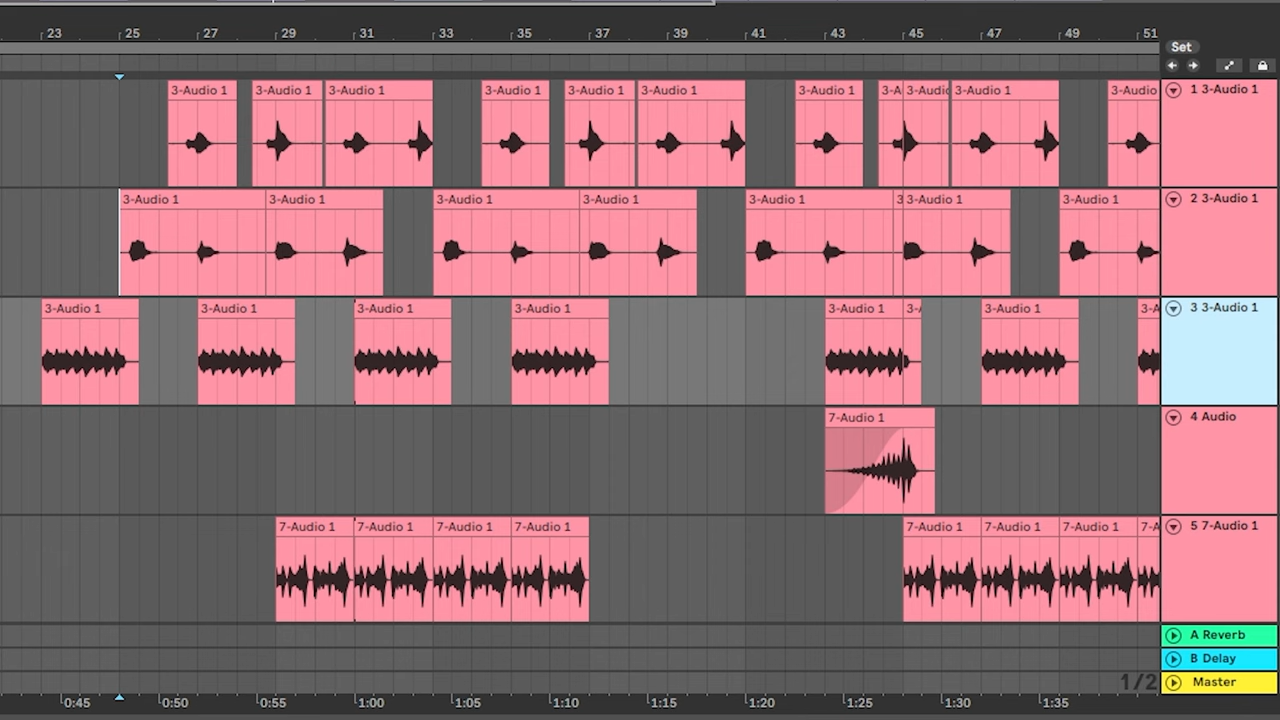 23 25 27 29 31 33 35 37 39 41 43 45 47 49 51
Set
3-Audio 1 3-Audio 1 3-Audio 1 3-Audio 1 3-Audio 1 3-Audio 1 3-Audio 1 3-A 3-Audic 3-Audio 1 3-Audio 1 3-Audio 1
3-Audio 1 3-Audio 1 3-Audio 1 3-Audio 1 3-Audio 1 3 3-Audio 1 3-Audio 1 2 3-Audio 1
3-Audio 1 3-Audio 1 3-Audio 1 3-Audio 1 3-Audio 1 3-A 3-Audio 1 3-A 3 3-Audio 1
7-Audio 1 4 Audio
7-Audio 1 7-Audio 1 7-Audio 1 7-Audio 1 7-Audio 1 7-Audio 1 7-Audio 1 7-A 5 7-Audio 1
A Reverb
B Delay
1/2 Master
0:45 0:50 0:55 1:00 1:05 1:10 1:15 1:20 1:25 1:30 1:35